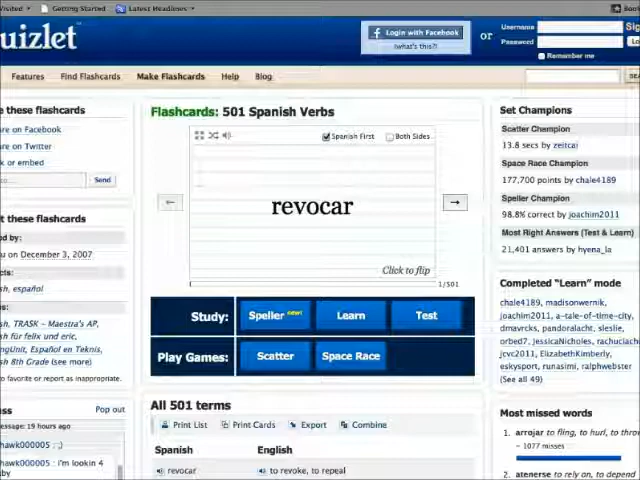 Visited
Getting Started
Latest Headlines
uizlet
Login with Facebook
(what's this?)
or
Username
Password
Remember me
Features
Find Flashcards
Make Flashcards
Help
Blog
e these flashcards
are on Facebook
are on Twitter
k or embed
Send
t these flashcards
d by:
u on December 3, 2007
cts:
sh, español
s:
sh, TRASK - Maestra's AP,
sh für felix und eric,
ngUnit, Español en Teknis,
sh 8th Grade (see more)
to favorite or report as inappropriate.
Pop out
message: 19 hours ago
hawk000005 : ;)
hawk000005 : i'm lookin 4
Flashcards: 501 Spanish Verbs
Spanish First
Both Sides
←
revocar
→
Click to flip
1/501
Study:
Speller new!
Learn
Test
Play Games:
Scatter
Space Race
All 501 terms
Print List
Print Cards
Export
Combine
Spanish
English
revocar
to revoke, to repeal
Set Champions
Scatter Champion
13.8 secs by zeitcai
Space Race Champion
177,700 points by chale4189
Speller Champion
98.8% correct by joachim2011
Most Right Answers (Test & Learn)
21,401 answers by hyena_la
Completed "Learn" mode
chale4189, madisonwernik,
joachim2011, a-tale-of-time-city,
dmavrcks, pandoralacht, sleslie,
orbed7, JessicaNicholes, rachuciach
jcvc2011, ElizabethKimberly,
eskysport, runasimi, ralphwebster
(See all 49)
Most missed words
1. arrojar to fling, to hurl, to thro
- 1077 misses
2. atenerse to rely on, to depend